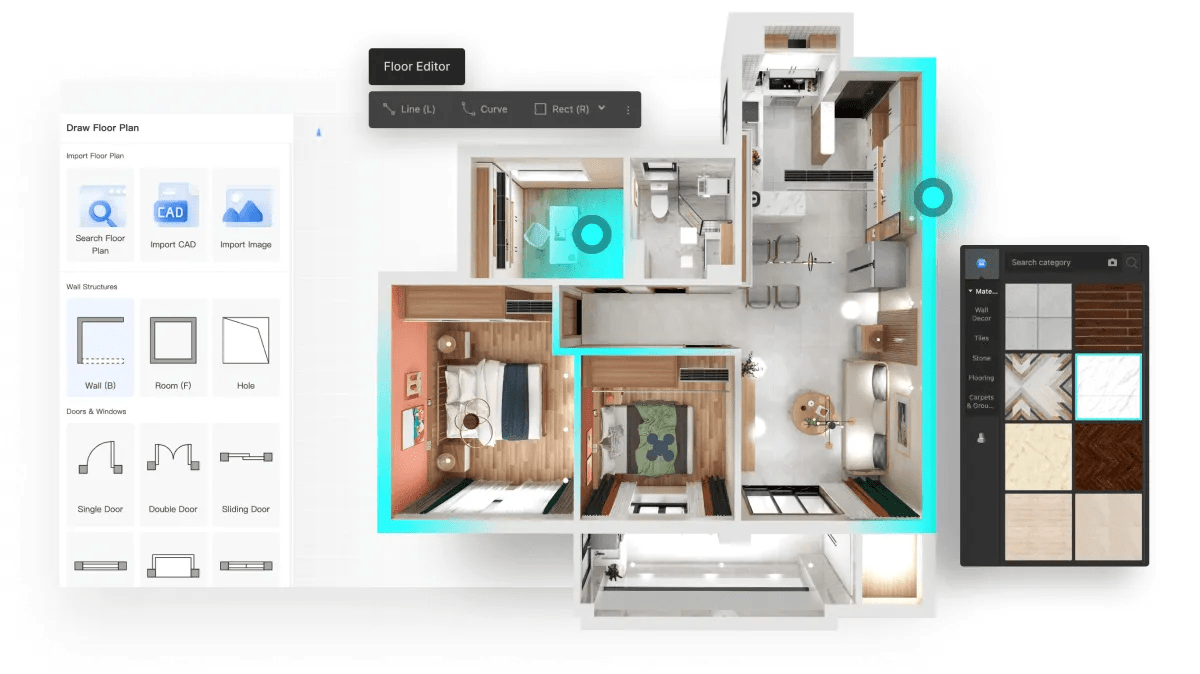 Floor Editor
Line (L)
Curve
Rect (R)
Draw Floor Plan
Import Floor Plan
CAD
Search Floor
Plan
Import CAD
Import Image
Wall Structures
Wall (B)
Room (F)
Hole
Doors & Windows
Single Door
Double Door
Sliding Door
Search category
Mate...
Wall
Decor
Tiles
Stone
Flooring
Carpets
& Grou...